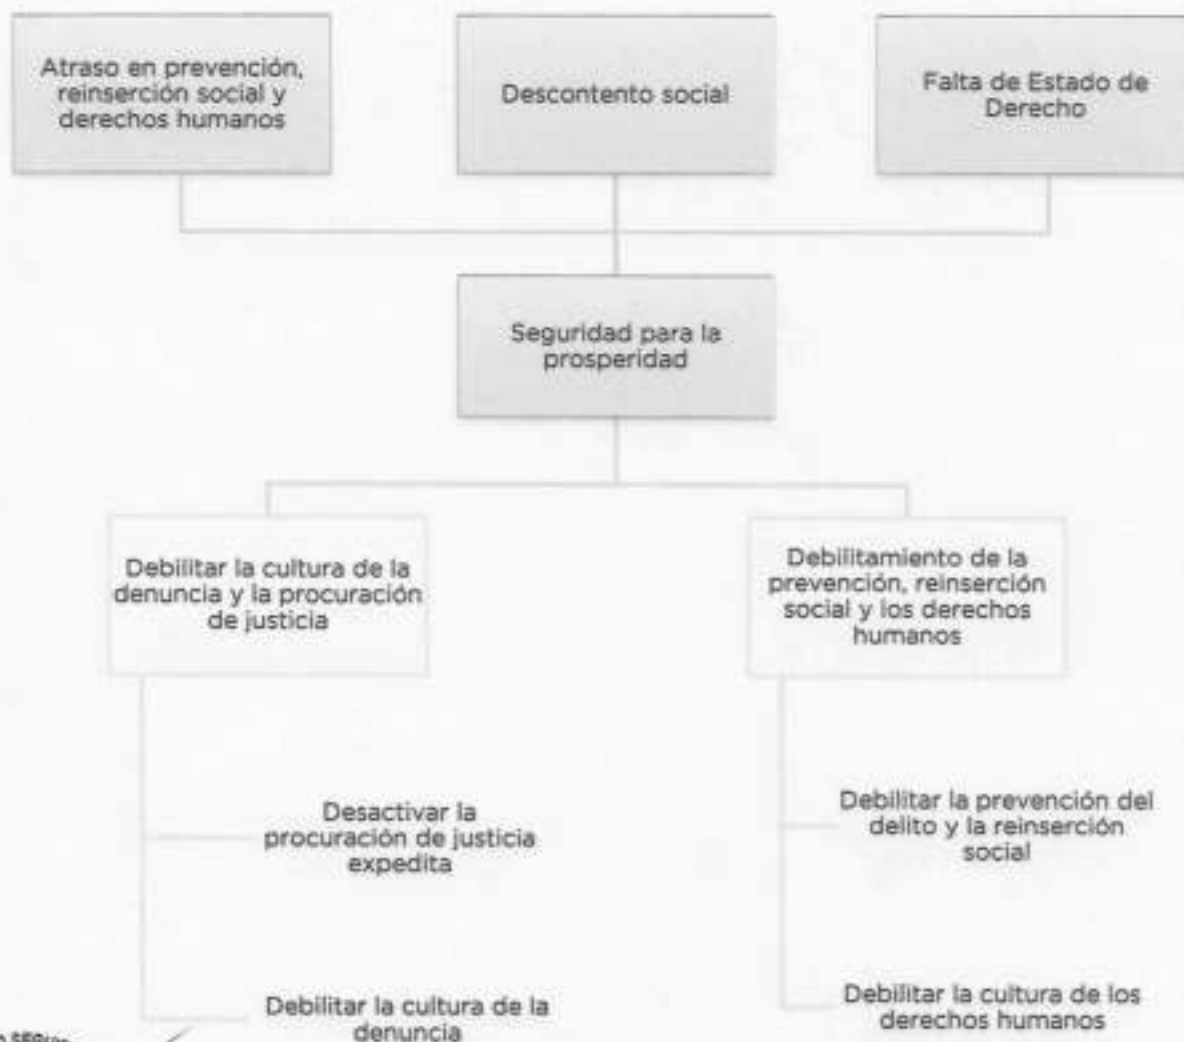 Atraso en prevención,
reinserción social y
derechos humanos
Descontento social
Falta de Estado de
Derecho
Seguridad para la
prosperidad
Debilitar la cultura de la
denuncia y la procuración
de justicia
Debilitamiento de la
prevención, reinserción
social y los derechos
humanos
Desactivar la
procuración de justicia
expedita
Debilitar la prevención del
delito y la reinserción
social
Debilitar la cultura de la
denuncia
Debilitar la cultura de los
derechos humanos